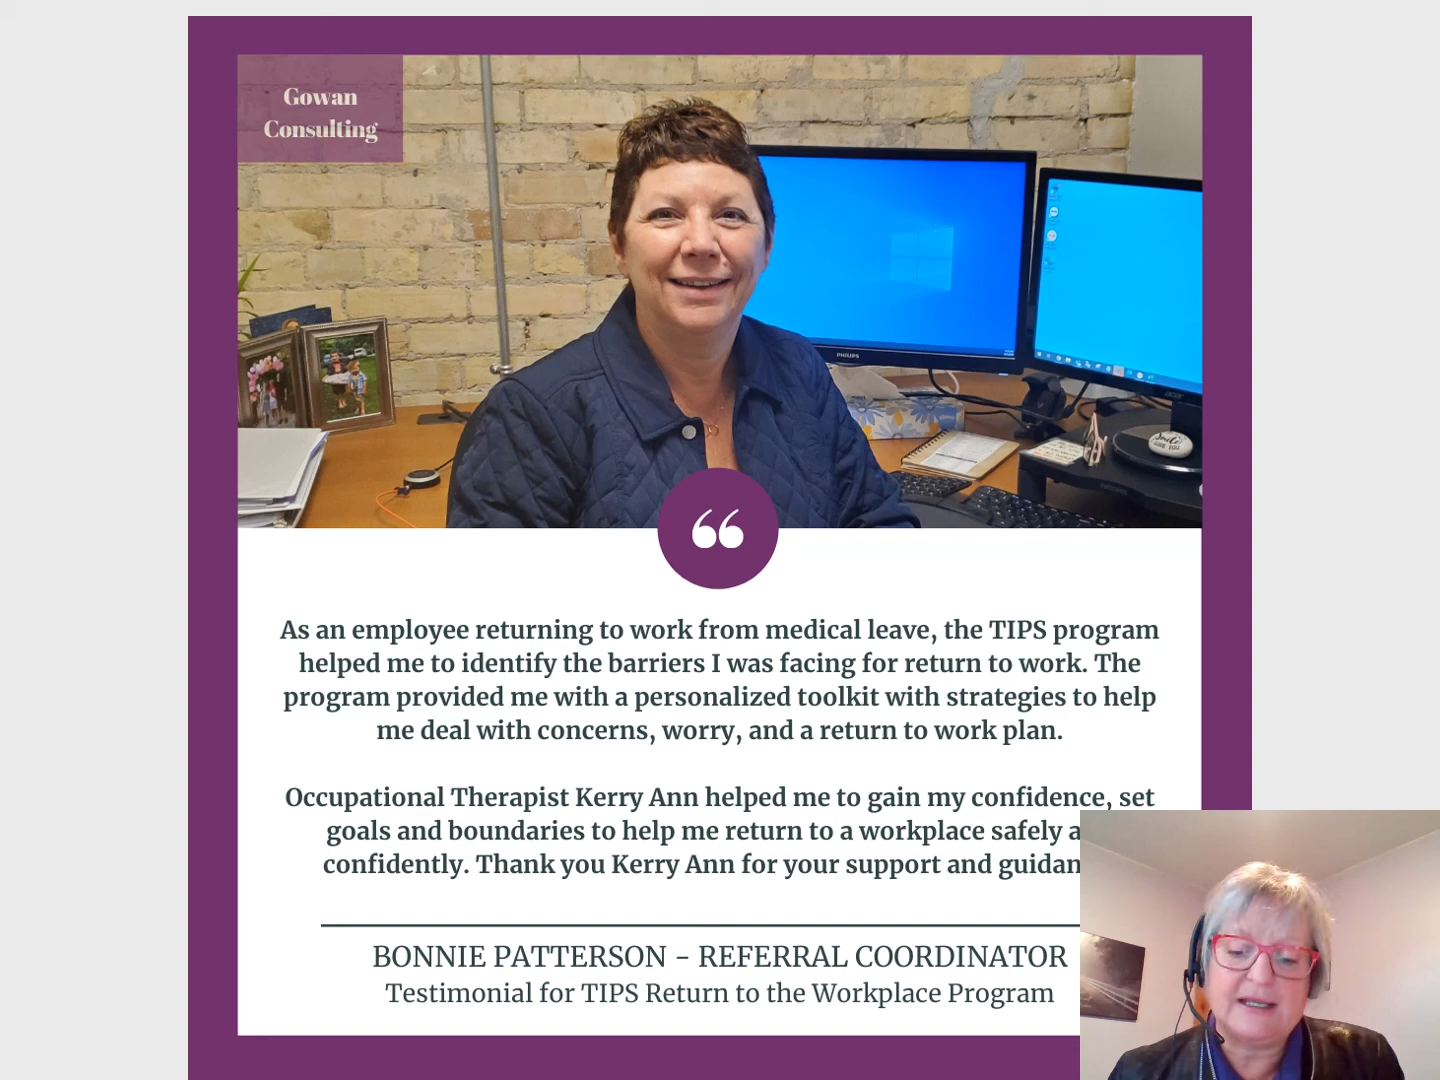 Gowan
Consulting
PHILIPS
acer
Smile
As an employee returning to work from medical leave, the TIPS program
helped me to identify the barriers I was facing for return to work. The
program provided me with a personalized toolkit with strategies to help
me deal with concerns, worry, and a return to work plan.
Occupational Therapist Kerry Ann helped me to gain my confidence, set
goals and boundaries to help me return to a workplace safely a
confidently. Thank you Kerry Ann for your support and guidan
BONNIE PATTERSON - REFERRAL COORDINATOR
Testimonial for TIPS Return to the Workplace Program